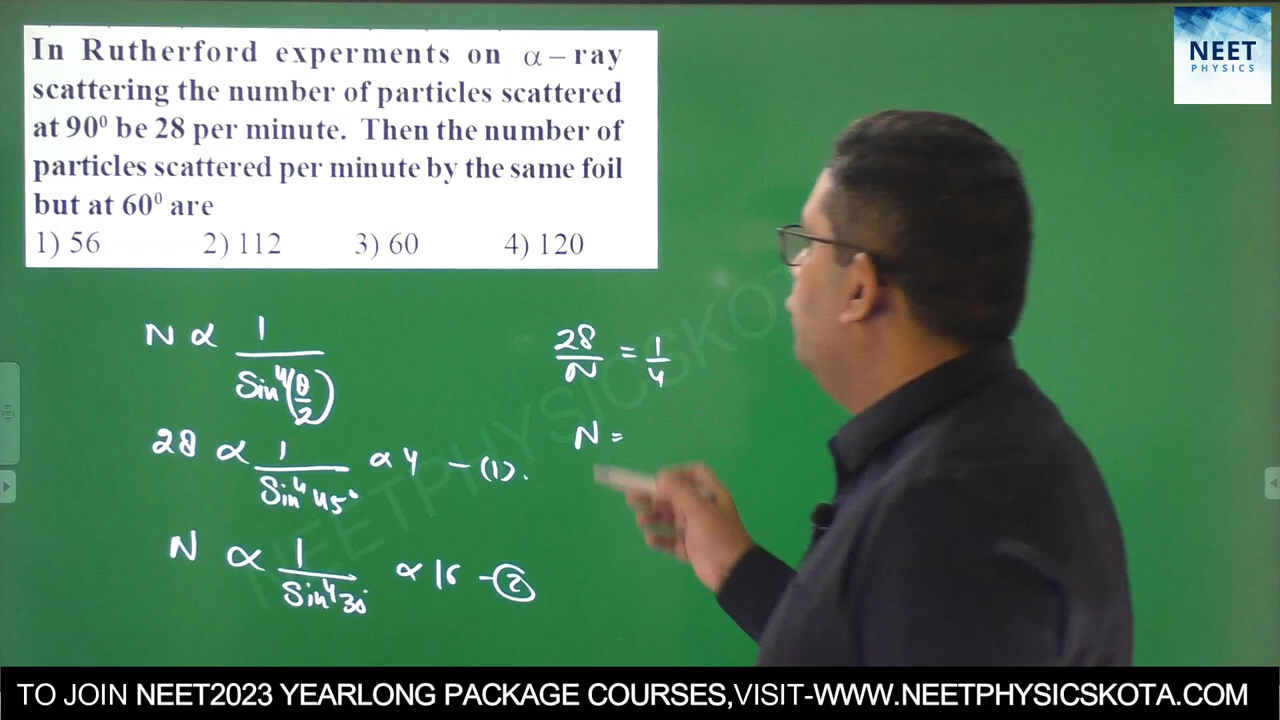 In Rutherford experments on α – ray
scattering the number of particles scattered
at 90⁰ be 28 per minute. Then the number of
particles scattered per minute by the same foil
but at 60⁰ are
1) 56 2) 112 3) 60 4) 120
NEET
PHYSICS
N ∝ 1/Sin⁴(θ/2)
28 ∝ 1/Sin⁴45° ∝ 4 – (1).
N ∝ 1/Sin⁴30° ∝ 16 – (2)
28/N = 1/4
N =
NEETPHYSICSKOTA
TO JOIN NEET2023 YEARLONG PACKAGE COURSES,VISIT-WWW.NEETPHYSICSKOTA.COM